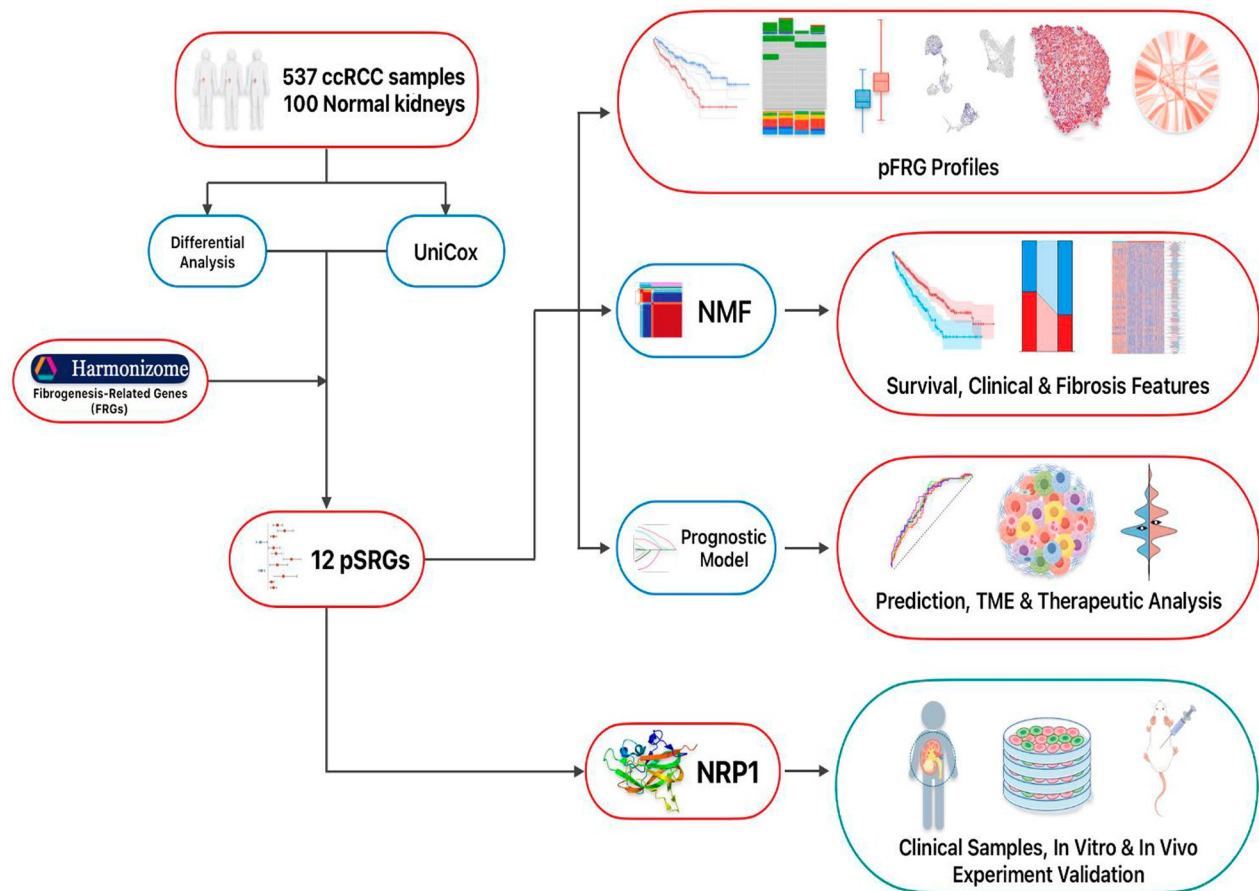 537 ccRCC samples
100 Normal kidneys
Differential
Analysis
UniCox
Harmonizome
Fibrogenesis-Related Genes
(FRGs)
12 pSRGs
pFRG Profiles
NMF
Survival, Clinical & Fibrosis Features
Prognostic
Model
Prediction, TME & Therapeutic Analysis
NRP1
Clinical Samples, In Vitro & In Vivo
Experiment Validation